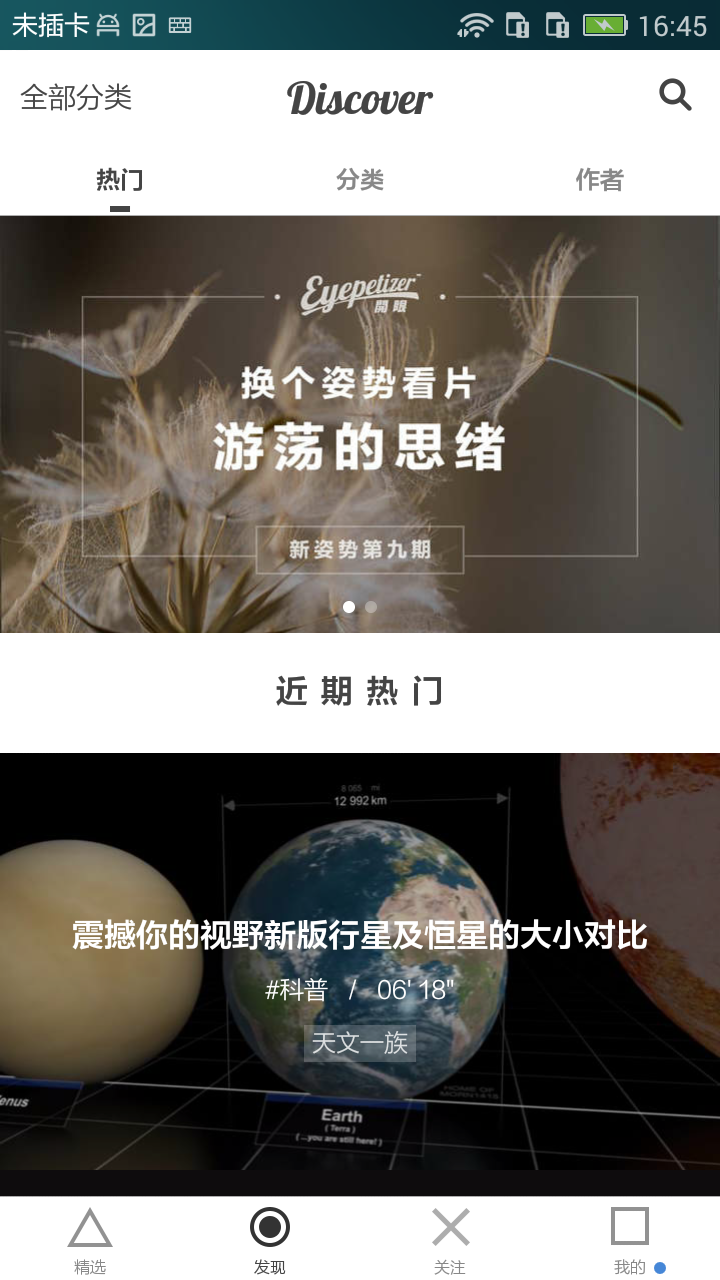 未插卡 16:45
全部分类 Discover
热门 分类 作者
Eyepetizer
開眼
换个姿势看片
游荡的思绪
新姿势第九期
近期热门
8 065 mi
12 992 km
震撼你的视野新版行星及恒星的大小对比
#科普 / 06' 18"
天文一族
HOME OF
MORN1415
enus
Earth
( Terra )
(...you are still here! )
精选 发现 关注 我的